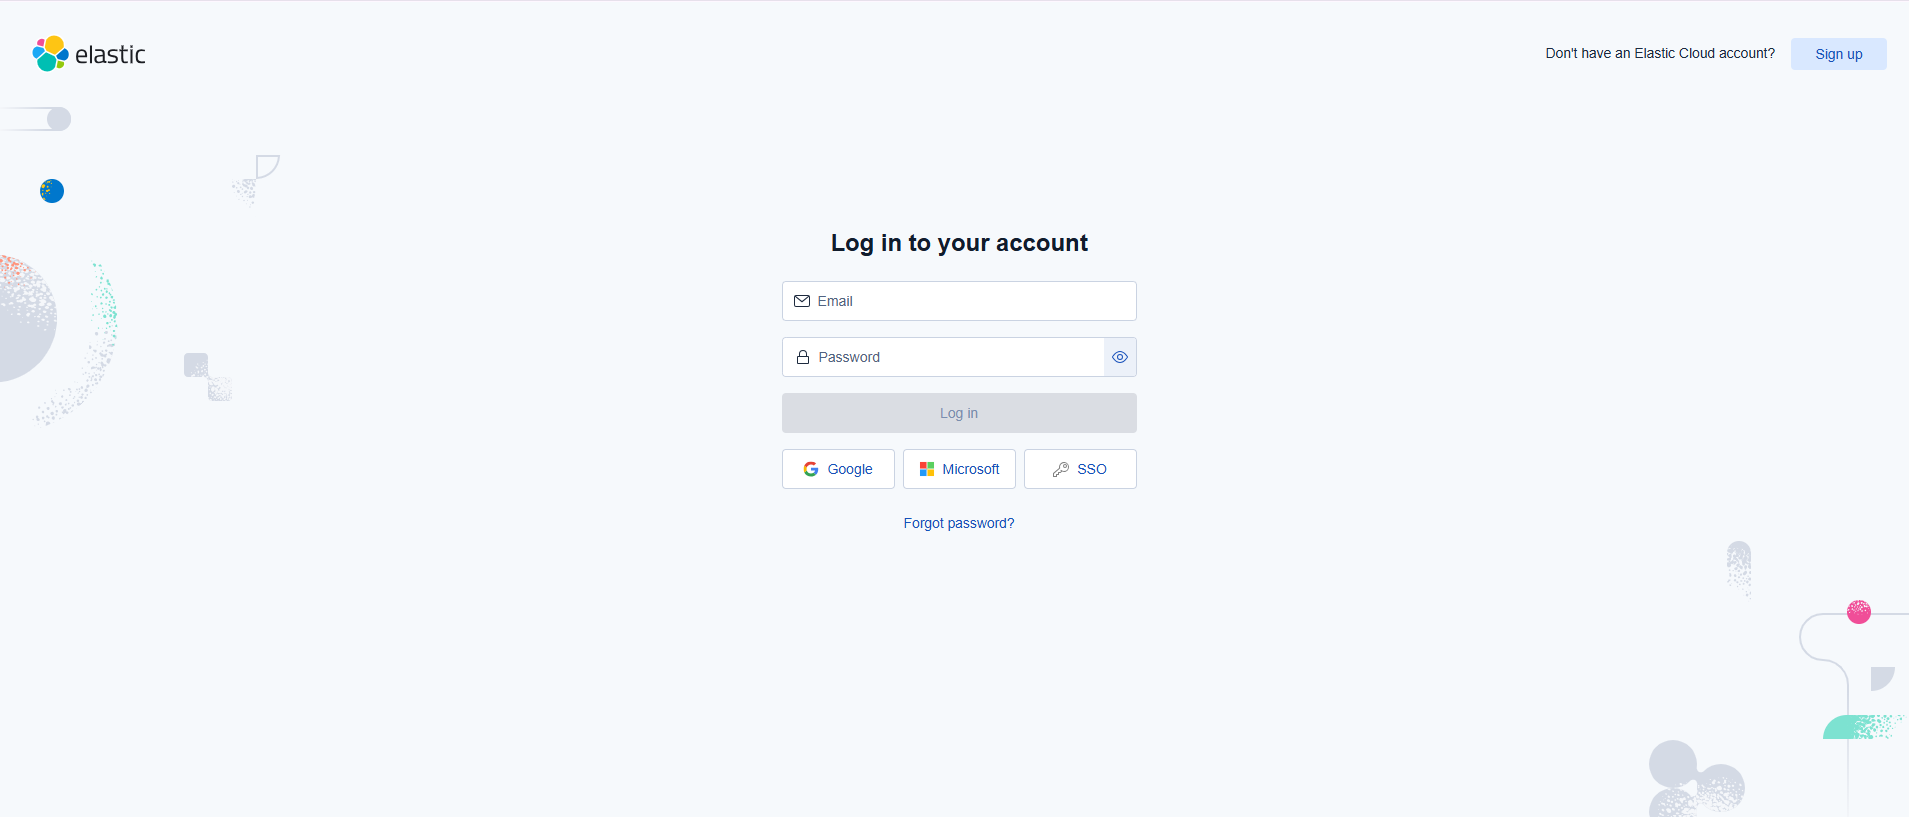 elastic
Don't have an Elastic Cloud account?
Sign up
Log in to your account
Email
Password
Log in
Google
Microsoft
SSO
Forgot password?